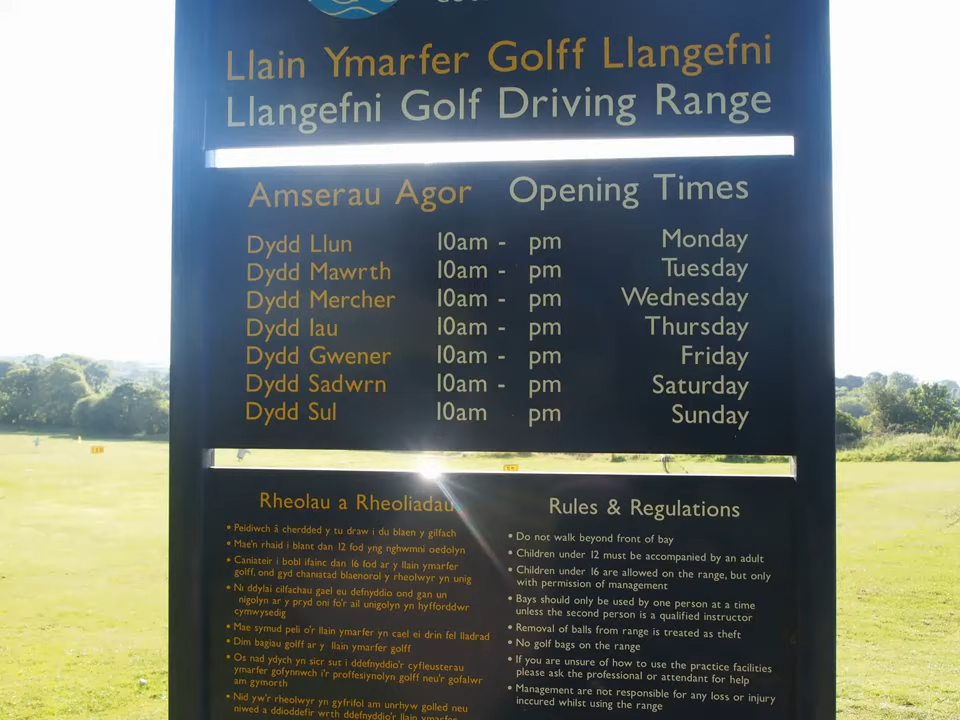 Llain Ymarfer Golff Llangefni
Llangefni Golf Driving Range
Amserau Agor Opening Times
Dydd Llun 10am - pm Monday
Dydd Mawrth 10am - pm Tuesday
Dydd Mercher 10am - pm Wednesday
Dydd Iau 10am - pm Thursday
Dydd Gwener 10am - pm Friday
Dydd Sadwrn 10am - pm Saturday
Dydd Sul 10am pm Sunday
Rheolau a Rheoliadau
• Peidiwch â cherdded y tu draw i du blaen y gilfach
• Mae'n rhaid i blant dan 12 fod yng nghwmni oedolyn
• Caniateir i bobl ifainc dan 16 fod ar y llain ymarfer
golff, ond gyd chaniatad blaenorol y rheolwyr yn unig
• Ni ddylai cilfachau gael eu defnyddio ond gan un
nigolyn ar y pryd oni fo'r ail unigolyn yn hyfforddwr
cymwysedig
• Mae symud peli o'r llain ymarfer yn cael ei drin fel lladrad
• Dim bagiau golff ar y llain ymarfer golff
• Os nad ydych yn sicr sut i ddefnyddio'r cyfleusterau
ymarfer gofynnwch i'r proffesiynolyn golff neu'r gofalwr
am gymorth
• Nid yw'r rheolwyr yn gyfrifol am unrhyw golled neu
niwed a ddioddefir wrth ddefnyddio'r llain ymarfer
Rules & Regulations
• Do not walk beyond front of bay
• Children under 12 must be accompanied by an adult
• Children under 16 are allowed on the range, but only
with permission of management
• Bays should only be used by one person at a time
unless the second person is a qualified instructor
• Removal of balls from range is treated as theft
• No golf bags on the range
• If you are unsure of how to use the practice facilities
please ask the professional or attendant for help
• Management are not responsible for any loss or injury
inccured whilst using the range